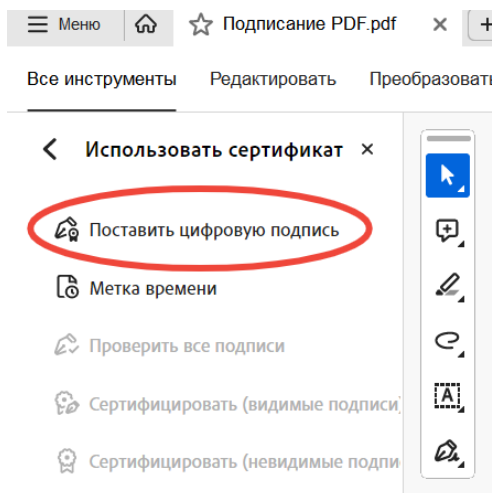 Меню
Подписание PDF.pdf
Все инструменты Редактировать Преобразоват
Использовать сертификат
Поставить цифровую подпись
Метка времени
Проверить все подписи
Сертифицировать (видимые подписи
Сертифицировать (невидимые подпи